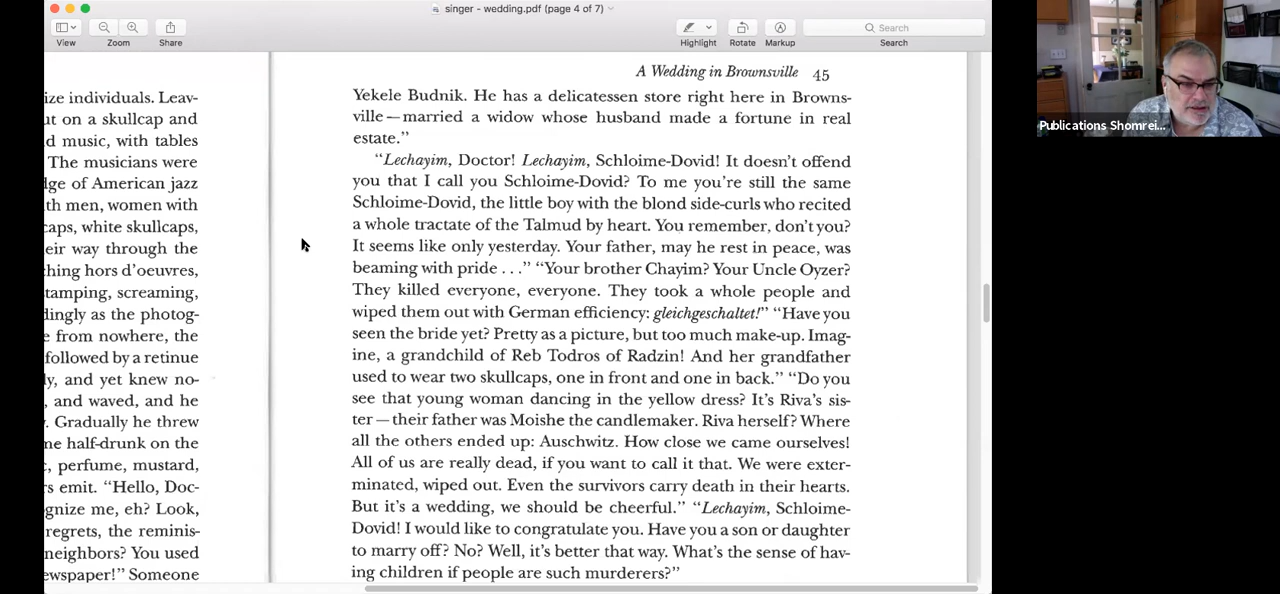 singer - wedding.pdf (page 4 of 7)
View
Zoom
Share
Highlight
Rotate
Markup
Search
Search
ize individuals. Leav-
ut on a skullcap and
d music, with tables
The musicians were
lge of American jazz
th men, women with
caps, white skullcaps,
eir way through the
ching hors d'oeuvres,
stamping, screaming,
dingly as the photog-
e from nowhere, the
followed by a retinue
ly, and yet knew no-
, and waved, and he
. Gradually he threw
me half-drunk on the
c, perfume, mustard,
rs emit. “Hello, Doc-
gnize me, eh? Look,
regrets, the reminis-
neighbors? You used
ewspaper!” Someone
A Wedding in Brownsville 45
Yekele Budnik. He has a delicatessen store right here in Browns-
ville—married a widow whose husband made a fortune in real
estate.”
“Lechayim, Doctor! Lechayim, Schloime-Dovid! It doesn't offend
you that I call you Schloime-Dovid? To me you're still the same
Schloime-Dovid, the little boy with the blond side-curls who recited
a whole tractate of the Talmud by heart. You remember, don't you?
It seems like only yesterday. Your father, may he rest in peace, was
beaming with pride . . .” “Your brother Chayim? Your Uncle Oyzer?
They killed everyone, everyone. They took a whole people and
wiped them out with German efficiency: gleichgeschaltet!” “Have you
seen the bride yet? Pretty as a picture, but too much make-up. Imag-
ine, a grandchild of Reb Todros of Radzin! And her grandfather
used to wear two skullcaps, one in front and one in back.” “Do you
see that young woman dancing in the yellow dress? It's Riva's sis-
ter—their father was Moishe the candlemaker. Riva herself? Where
all the others ended up: Auschwitz. How close we came ourselves!
All of us are really dead, if you want to call it that. We were exter-
minated, wiped out. Even the survivors carry death in their hearts.
But it's a wedding, we should be cheerful.” “Lechayim, Schloime-
Dovid! I would like to congratulate you. Have you a son or daughter
to marry off? No? Well, it's better that way. What's the sense of hav-
ing children if people are such murderers?”
Publications Shomrei...